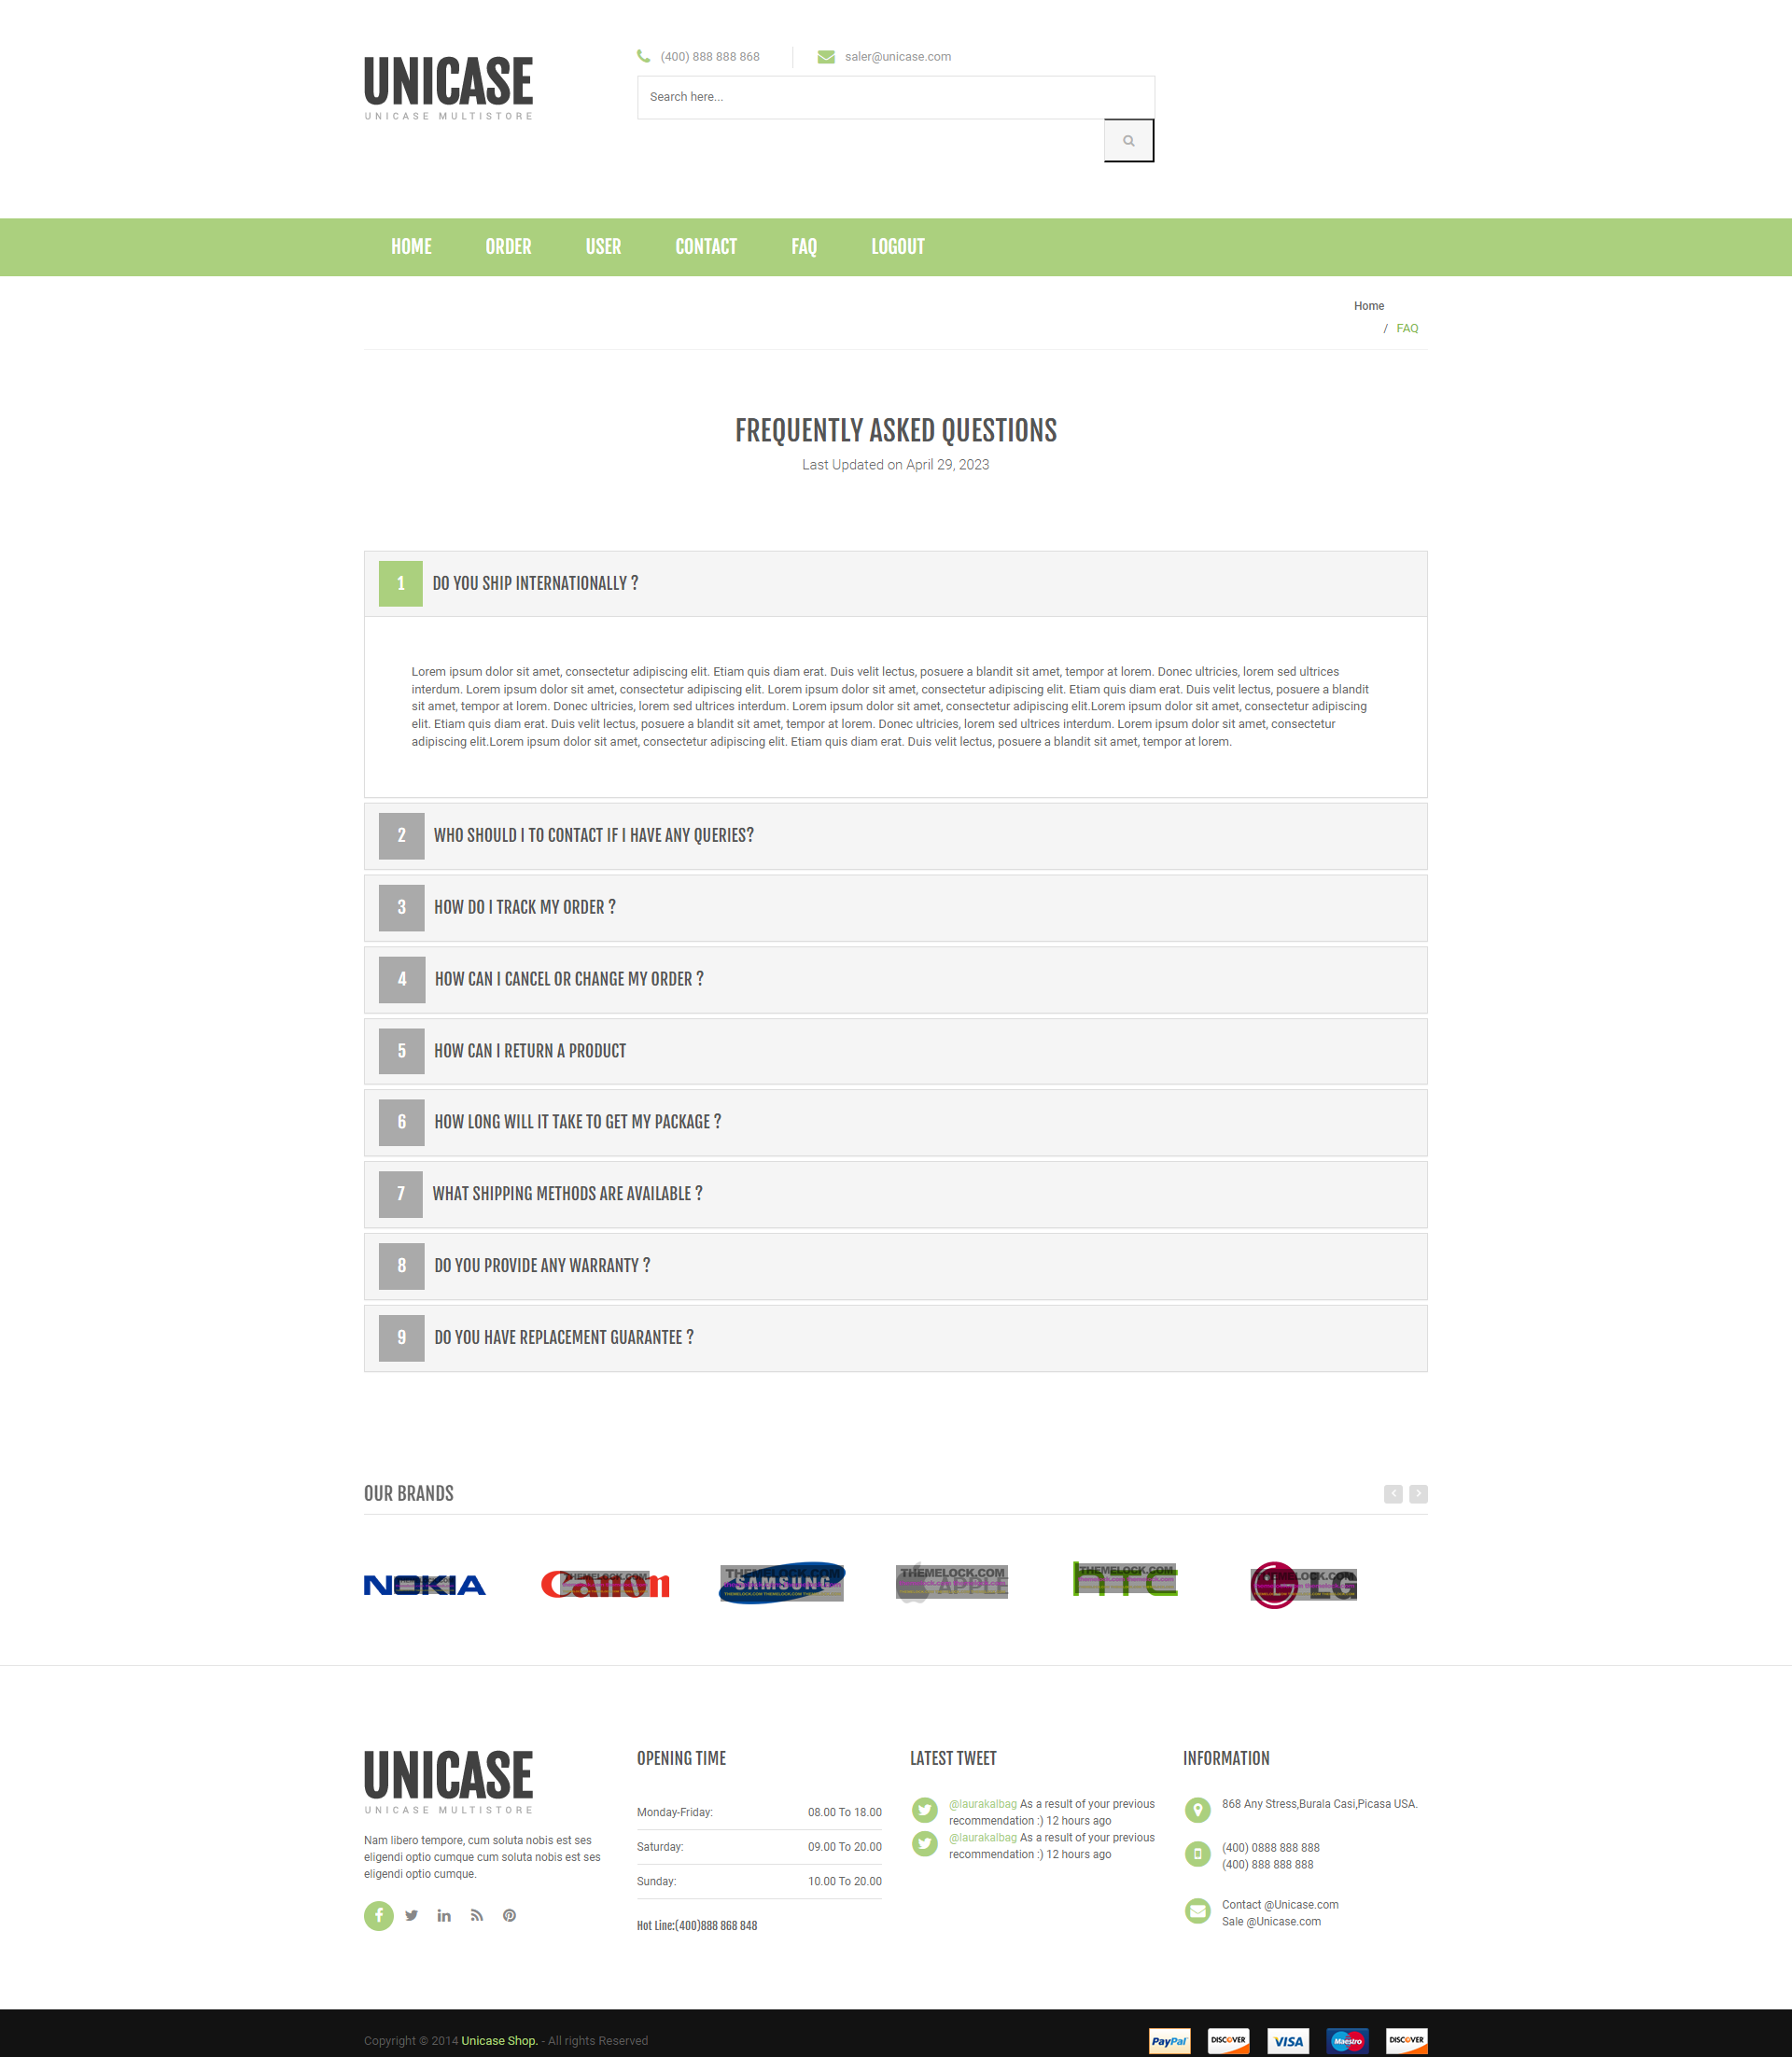 UNICASE
UNICASE MULTISTORE
(400) 888 888 868
saler@unicase.com
Search here...
HOME ORDER USER CONTACT FAQ LOGOUT
Home
/ FAQ
FREQUENTLY ASKED QUESTIONS
Last Updated on April 29, 2023
1 DO YOU SHIP INTERNATIONALLY ?
Lorem ipsum dolor sit amet, consectetur adipiscing elit. Etiam quis diam erat. Duis velit lectus, posuere a blandit sit amet, tempor at lorem. Donec ultricies, lorem sed ultrices
interdum. Lorem ipsum dolor sit amet, consectetur adipiscing elit. Lorem ipsum dolor sit amet, consectetur adipiscing elit. Etiam quis diam erat. Duis velit lectus, posuere a blandit
sit amet, tempor at lorem. Donec ultricies, lorem sed ultrices interdum. Lorem ipsum dolor sit amet, consectetur adipiscing elit.Lorem ipsum dolor sit amet, consectetur adipiscing
elit. Etiam quis diam erat. Duis velit lectus, posuere a blandit sit amet, tempor at lorem. Donec ultricies, lorem sed ultrices interdum. Lorem ipsum dolor sit amet, consectetur
adipiscing elit.Lorem ipsum dolor sit amet, consectetur adipiscing elit. Etiam quis diam erat. Duis velit lectus, posuere a blandit sit amet, tempor at lorem.
2 WHO SHOULD I TO CONTACT IF I HAVE ANY QUERIES?
3 HOW DO I TRACK MY ORDER ?
4 HOW CAN I CANCEL OR CHANGE MY ORDER ?
5 HOW CAN I RETURN A PRODUCT
6 HOW LONG WILL IT TAKE TO GET MY PACKAGE ?
7 WHAT SHIPPING METHODS ARE AVAILABLE ?
8 DO YOU PROVIDE ANY WARRANTY ?
9 DO YOU HAVE REPLACEMENT GUARANTEE ?
OUR BRANDS
NOKIA
Canon THEMELOCK.COM
SAMSUNG THEMELOCK.COM
APPLE THEMELOCK.COM
hTC THEMELOCK.COM
LG THEMELOCK.COM
UNICASE
UNICASE MULTISTORE
Nam libero tempore, cum soluta nobis est ses
eligendi optio cumque cum soluta nobis est ses
eligendi optio cumque.
OPENING TIME
Monday-Friday: 08.00 To 18.00
Saturday: 09.00 To 20.00
Sunday: 10.00 To 20.00
Hot Line:(400)888 868 848
LATEST TWEET
@laurakalbag As a result of your previous
recommendation :) 12 hours ago
@laurakalbag As a result of your previous
recommendation :) 12 hours ago
INFORMATION
868 Any Stress,Burala Casi,Picasa USA.
(400) 0888 888 888
(400) 888 888 888
Contact @Unicase.com
Sale @Unicase.com
Copyright © 2014 Unicase Shop. - All rights Reserved
PayPal DISCOVER VISA Maestro DISCOVER